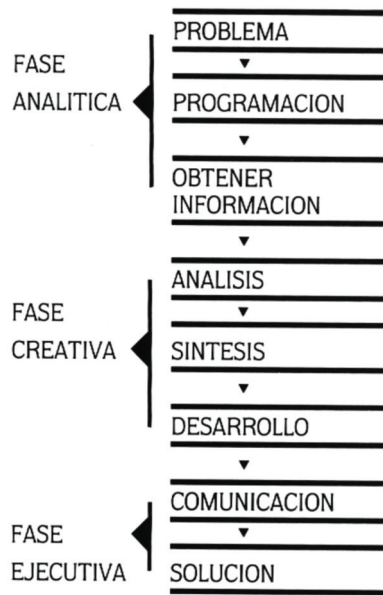 PROBLEMA
FASE
ANALITICA
PROGRAMACION
OBTENER
INFORMACION
ANALISIS
FASE
CREATIVA
SINTESIS
DESARROLLO
COMUNICACION
FASE
EJECUTIVA
SOLUCION